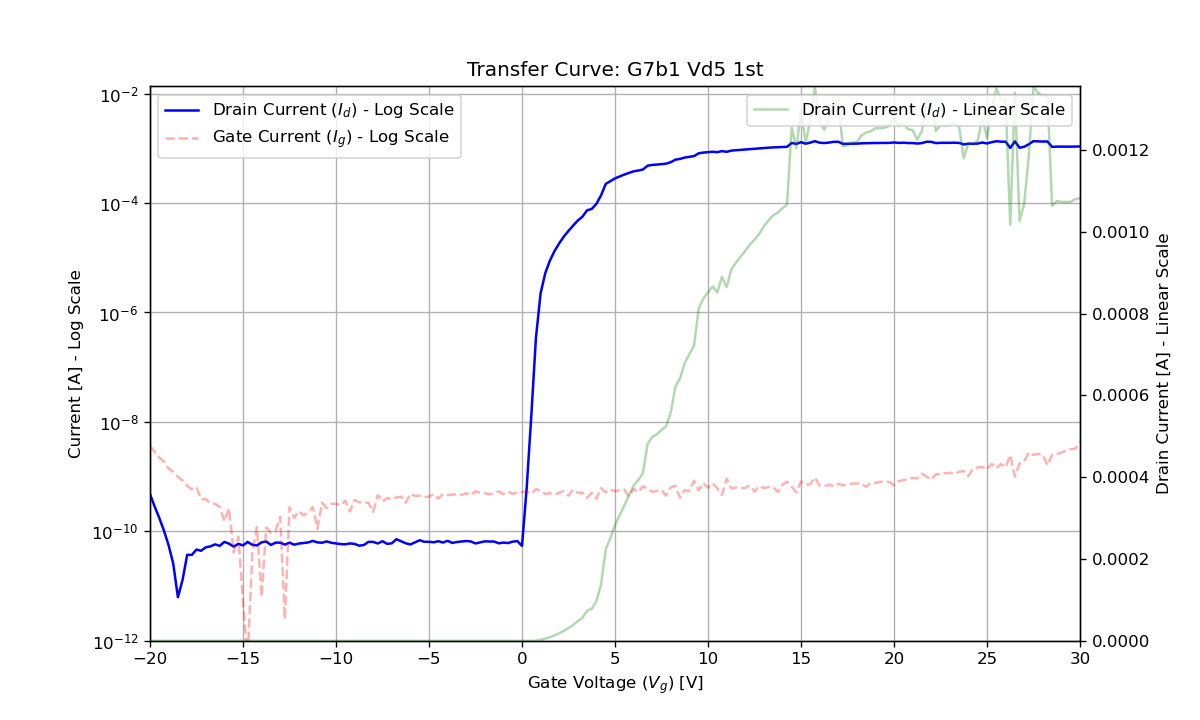 Transfer Curve: G7b1 Vd5 1st
Drain Current (I_d) - Log Scale
Gate Current (I_g) - Log Scale
Drain Current (I_d) - Linear Scale
Current [A] - Log Scale
10⁻²
10⁻⁴
10⁻⁶
10⁻⁸
10⁻¹⁰
10⁻¹²
0.0012
0.0010
0.0008
0.0006
0.0004
0.0002
0.0000
Drain Current [A] - Linear Scale
−20 −15 −10 −5 0 5 10 15 20 25 30
Gate Voltage (V_g) [V]